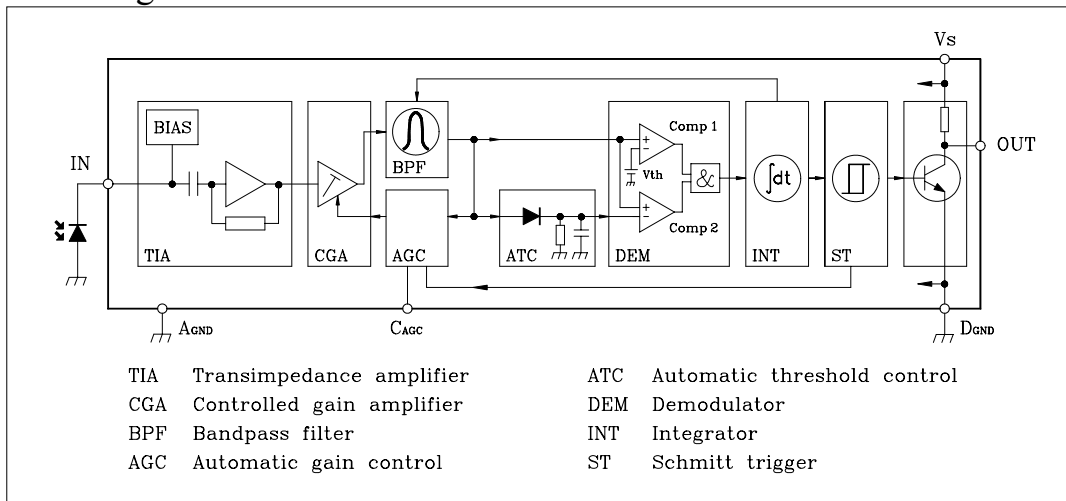 Vs
BIAS
Comp 1
IN
OUT
BPF
Vth
&
∫dt
Comp 2
TIA
CGA
AGC
ATC
DEM
INT
ST
AGND
CAGC
DGND
TIA Transimpedance amplifier
ATC Automatic threshold control
CGA Controlled gain amplifier
DEM Demodulator
BPF Bandpass filter
INT Integrator
AGC Automatic gain control
ST Schmitt trigger